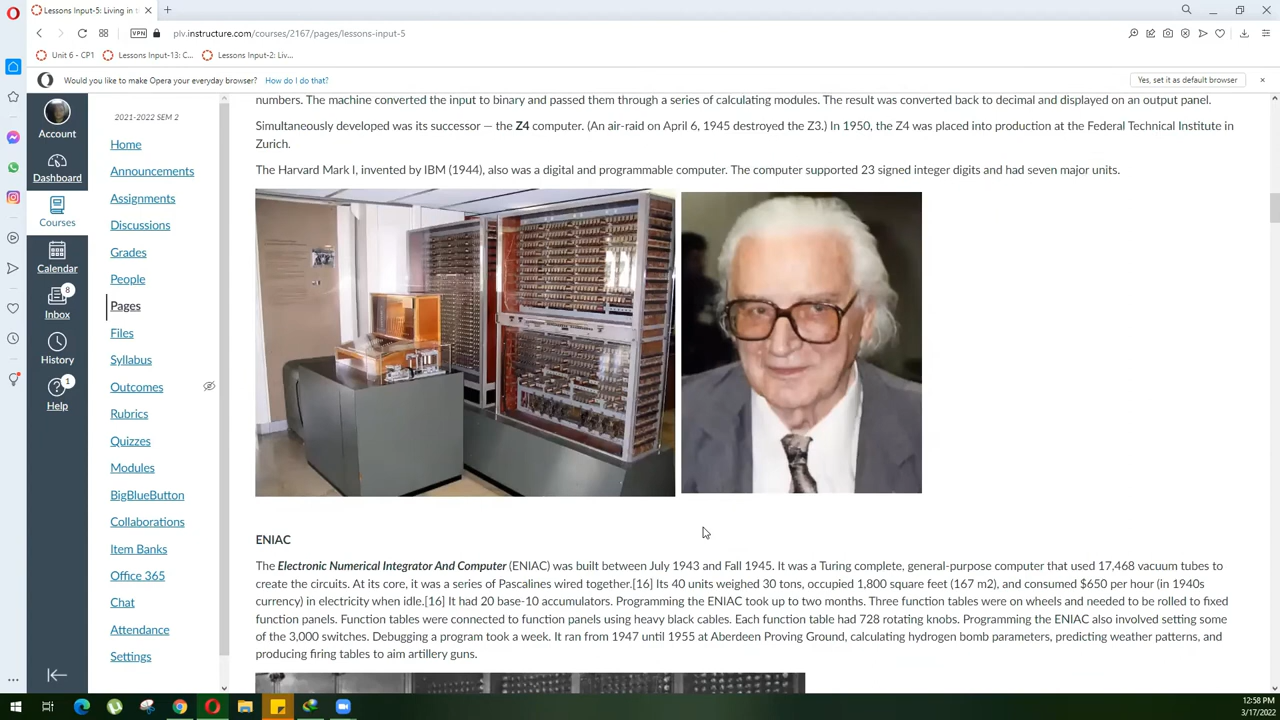 Lessons Input-5: Living in t
plv.instructure.com/courses/2167/pages/lessons-input-5
VPN
Unit 6 - CP1
Lessons Input-13: C...
Lessons Input-2: Liv...
Would you like to make Opera your everyday browser? How do I do that?
Yes, set it as default browser
Account
Dashboard
Courses
Calendar
8
Inbox
History
1
Help
2021-2022 SEM 2
Home
Announcements
Assignments
Discussions
Grades
People
Pages
Files
Syllabus
Outcomes
Rubrics
Quizzes
Modules
BigBlueButton
Collaborations
Item Banks
Office 365
Chat
Attendance
Settings
numbers. The machine converted the input to binary and passed them through a series of calculating modules. The result was converted back to decimal and displayed on an output panel.
Simultaneously developed was its successor — the Z4 computer. (An air-raid on April 6, 1945 destroyed the Z3.) In 1950, the Z4 was placed into production at the Federal Technical Institute in
Zurich.
The Harvard Mark I, invented by IBM (1944), also was a digital and programmable computer. The computer supported 23 signed integer digits and had seven major units.
ENIAC
The Electronic Numerical Integrator And Computer (ENIAC) was built between July 1943 and Fall 1945. It was a Turing complete, general-purpose computer that used 17,468 vacuum tubes to
create the circuits. At its core, it was a series of Pascalines wired together.[16] Its 40 units weighed 30 tons, occupied 1,800 square feet (167 m2), and consumed $650 per hour (in 1940s
currency) in electricity when idle.[16] It had 20 base-10 accumulators. Programming the ENIAC took up to two months. Three function tables were on wheels and needed to be rolled to fixed
function panels. Function tables were connected to function panels using heavy black cables. Each function table had 728 rotating knobs. Programming the ENIAC also involved setting some
of the 3,000 switches. Debugging a program took a week. It ran from 1947 until 1955 at Aberdeen Proving Ground, calculating hydrogen bomb parameters, predicting weather patterns, and
producing firing tables to aim artillery guns.
12:58 PM
3/17/2022